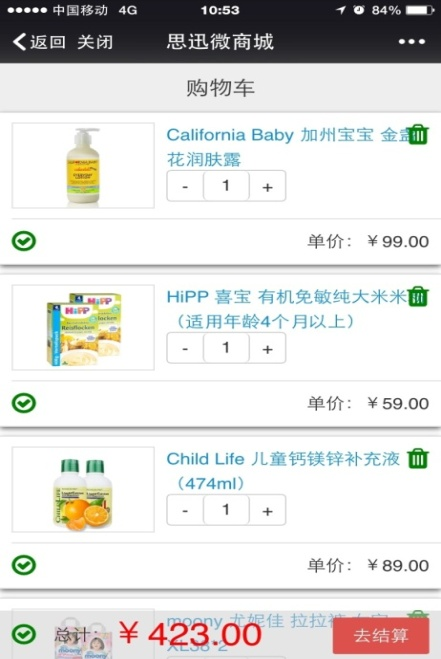 中国移动 4G 10:53 84%
返回 关闭 思迅微商城
购物车
California Baby 加州宝宝 金盏
花润肤露
- 1 +
单价：￥99.00
HiPP
HiPP 喜宝 有机免敏纯大米米
（适用年龄4个月以上）
- 1 +
单价：￥59.00
Child Life 儿童钙镁锌补充液
（474ml）
- 1 +
单价：￥89.00
moony 尤妮佳 拉拉裤 女宝
XL38*2
总计：￥423.00 去结算